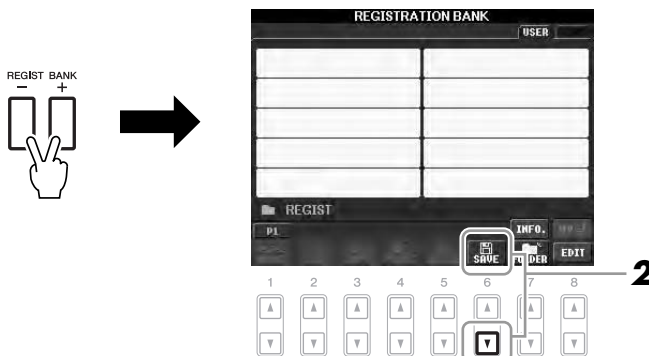 REGISTRATION BANK
USER
REGIST BANK
- +
REGIST
P1
INFO.
SAVE
EDIT
2
1 2 3 4 5 6 7 8